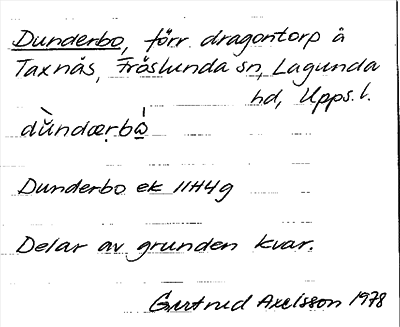 Dunderbo, förr dragontorp å
Taxnäs, Fröslunda sn, Lagunda
hd, Upps. l.
dùndærbω̣
Dunderbo ek 11H4g
Delar av grunden kvar.
Gertrud Axelsson 1978